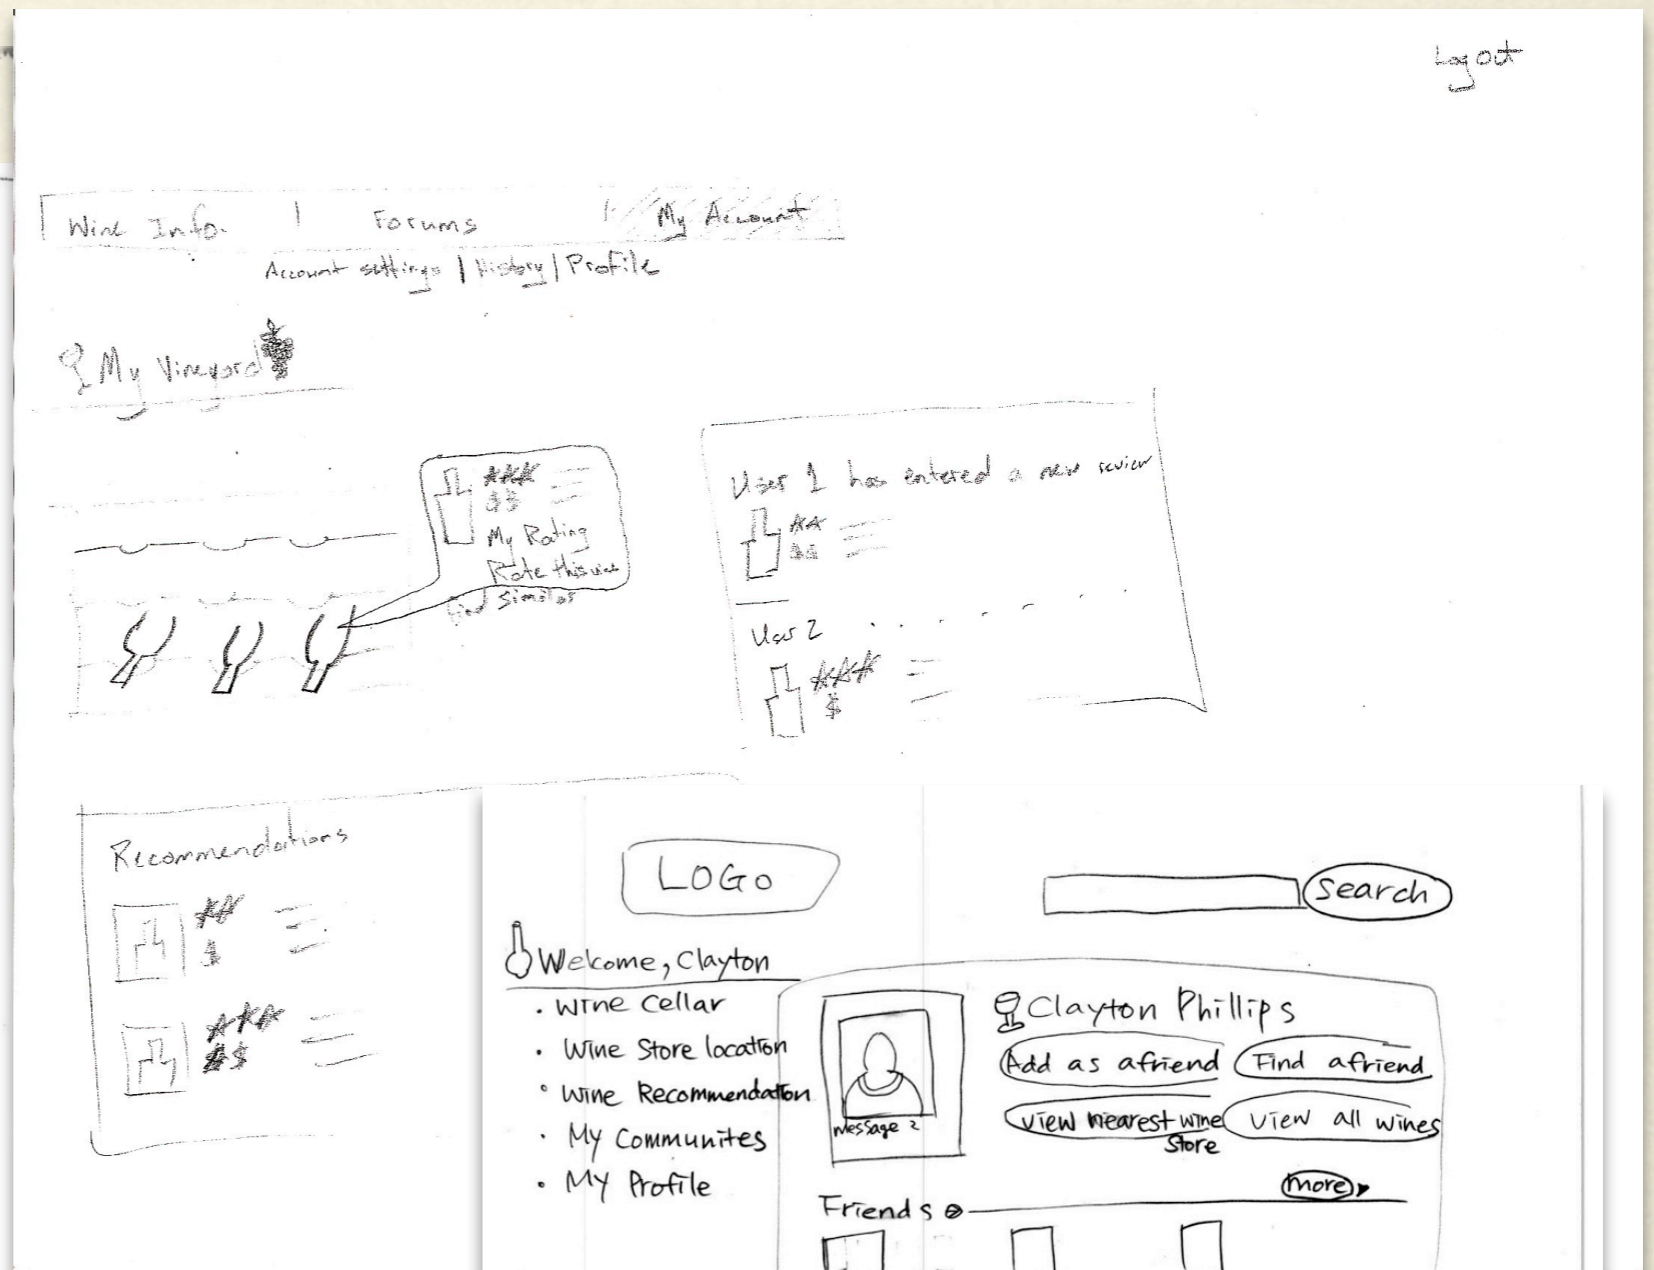 Log Out
Wine Info. Forums My Account
Account settings | History | Profile
My Vineyard
$$
My Rating
Rate this wine
find similar
User 1 has entered a new review
$$
User 2
$
Recommendations
$
$$
LOGO
Search
Welcome, Clayton
• Wine Cellar
• Wine Store location
• Wine Recommendation
• My Communites
• My Profile
Message 2
Clayton Phillips
Add as afriend Find afriend
View nearest wine Store View all wines
more
Friends